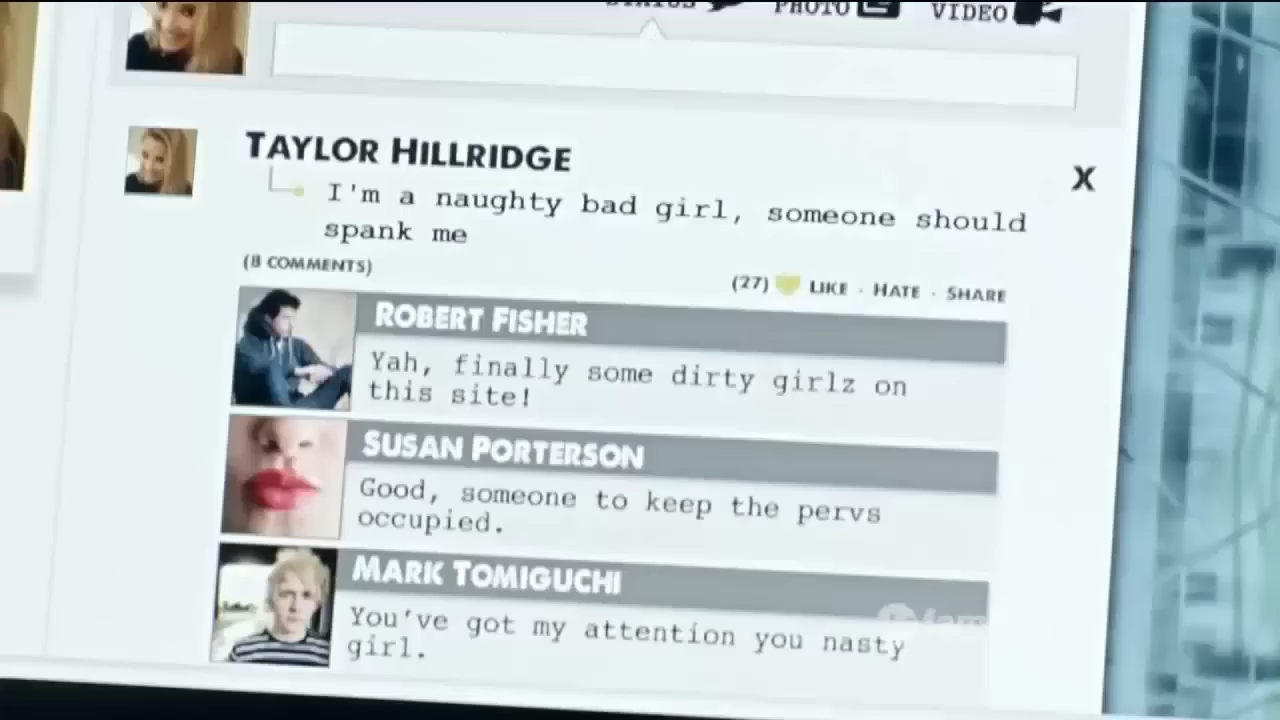 PHOTO VIDEO
TAYLOR HILLRIDGE
X
I'm a naughty bad girl, someone should
spank me
(8 COMMENTS)
(27) LIKE · HATE · SHARE
ROBERT FISHER
Yah, finally some dirty girlz on
this site!
SUSAN PORTERSON
Good, someone to keep the pervs
occupied.
MARK TOMIGUCHI
You've got my attention you nasty
girl.